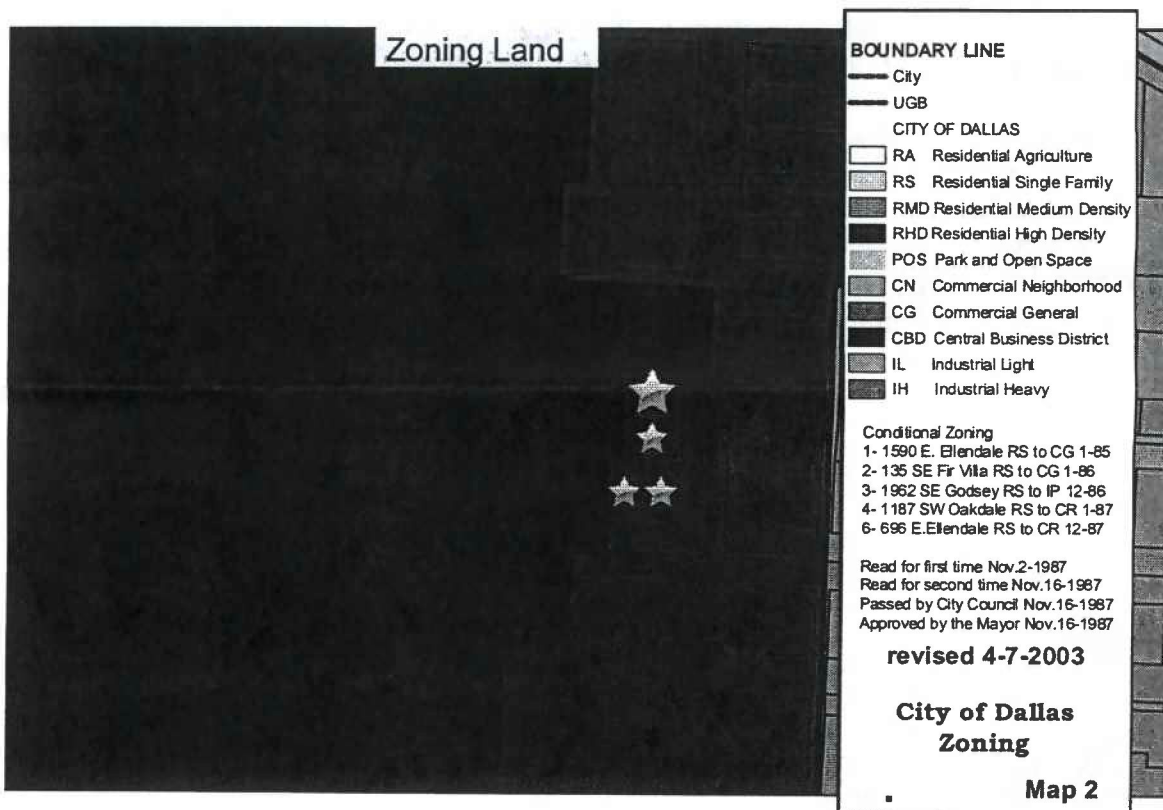 Zoning Land
BOUNDARY LINE
City
UGB
CITY OF DALLAS
RA Residential Agriculture
RS Residential Single Family
RMD Residential Medium Density
RHD Residential High Density
POS Park and Open Space
CN Commercial Neighborhood
CG Commercial General
CBD Central Business District
IL Industrial Light
IH Industrial Heavy
Conditional Zoning
1- 1590 E. Ellendale RS to CG 1-85
2- 135 SE Fir Villa RS to CG 1-86
3- 1962 SE Godsey RS to IP 12-86
4- 1187 SW Oakdale RS to CR 1-87
6- 696 E.Ellendale RS to CR 12-87
Read for first time Nov.2-1987
Read for second time Nov.16-1987
Passed by City Council Nov.16-1987
Approved by the Mayor Nov.16-1987
revised 4-7-2003
City of Dallas
Zoning
Map 2